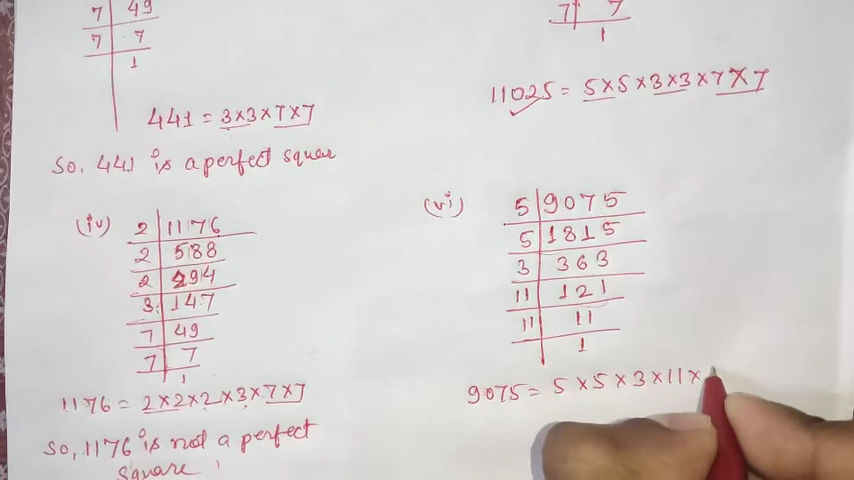 7 49
7 7
1
441 = 3×3×7×7
So, 441 is a perfect squar
(iv) 2 1176
2 588
2 294
3 147
7 49
7 7
1
1176 = 2×2×2×3×7×7
So, 1176 is not a perfect
square.
7 7
1
11025 = 5×5×3×3×7×7
(vi) 5 9075
5 1815
3 363
11 121
11 11
1
9075 = 5×5×3×11×